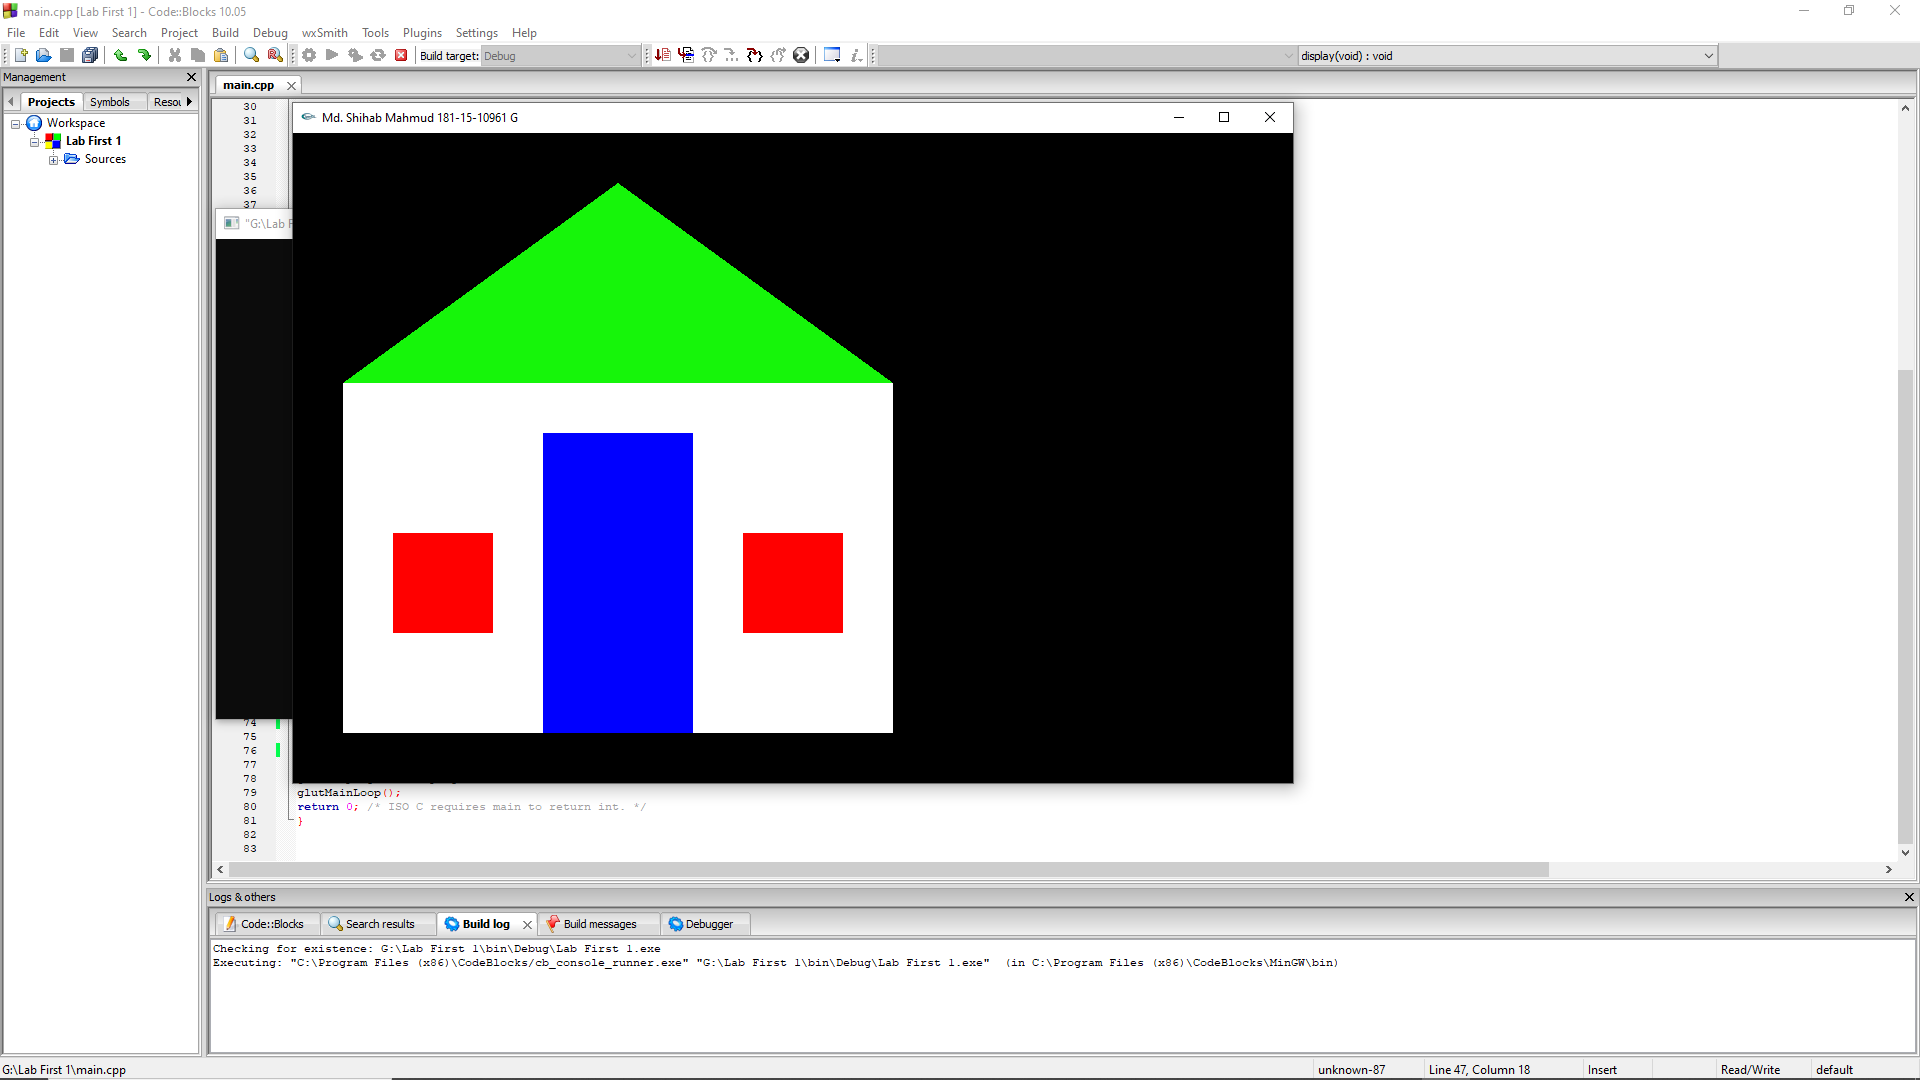 main.cpp [Lab First 1] - Code::Blocks 10.05
File Edit View Search Project Build Debug wxSmith Tools Plugins Settings Help
Build target: Debug
display(void) : void
Management
Projects Symbols Resou
Workspace
Lab First 1
Sources
main.cpp
30
31
32
33
34
35
36
37
Md. Shihab Mahmud 181-15-10961 G
"G:\Lab F
74
75
76
77
78
79 glutMainLoop();
80 return 0; /* ISO C requires main to return int. */
81 }
82
83
Logs & others
Code::Blocks Search results Build log Build messages Debugger
Checking for existence: G:\Lab First 1\bin\Debug\Lab First 1.exe
Executing: "C:\Program Files (x86)\CodeBlocks/cb_console_runner.exe" "G:\Lab First 1\bin\Debug\Lab First 1.exe"  (in C:\Program Files (x86)\CodeBlocks\MinGW\bin)
G:\Lab First 1\main.cpp unknown-87 Line 47, Column 18 Insert Read/Write default